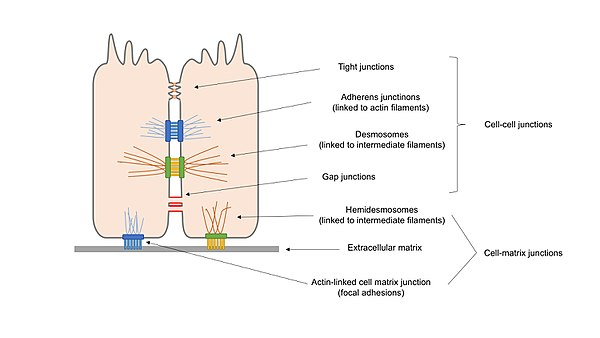 Tight junctions
Adherens junctinons
(linked to actin filaments)
Cell-cell junctions
Desmosomes
(linked to intermediate filaments)
Gap junctions
Hemidesmosomes
(linked to intermediate filaments)
Extracellular matrix
Cell-matrix junctions
Actin-linked cell matrix junction
(focal adhesions)